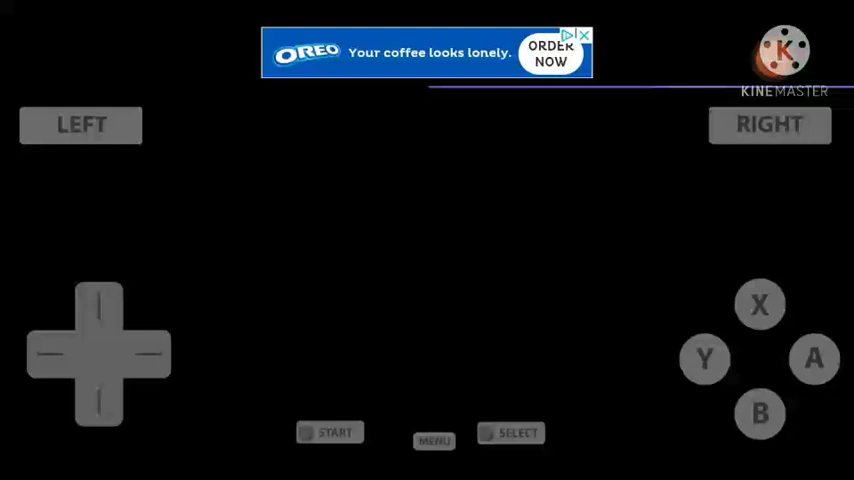 OREO
Your coffee looks lonely.
ORDER
NOW
K
KINEMASTER
LEFT
RIGHT
X
Y
A
B
START
MENU
SELECT